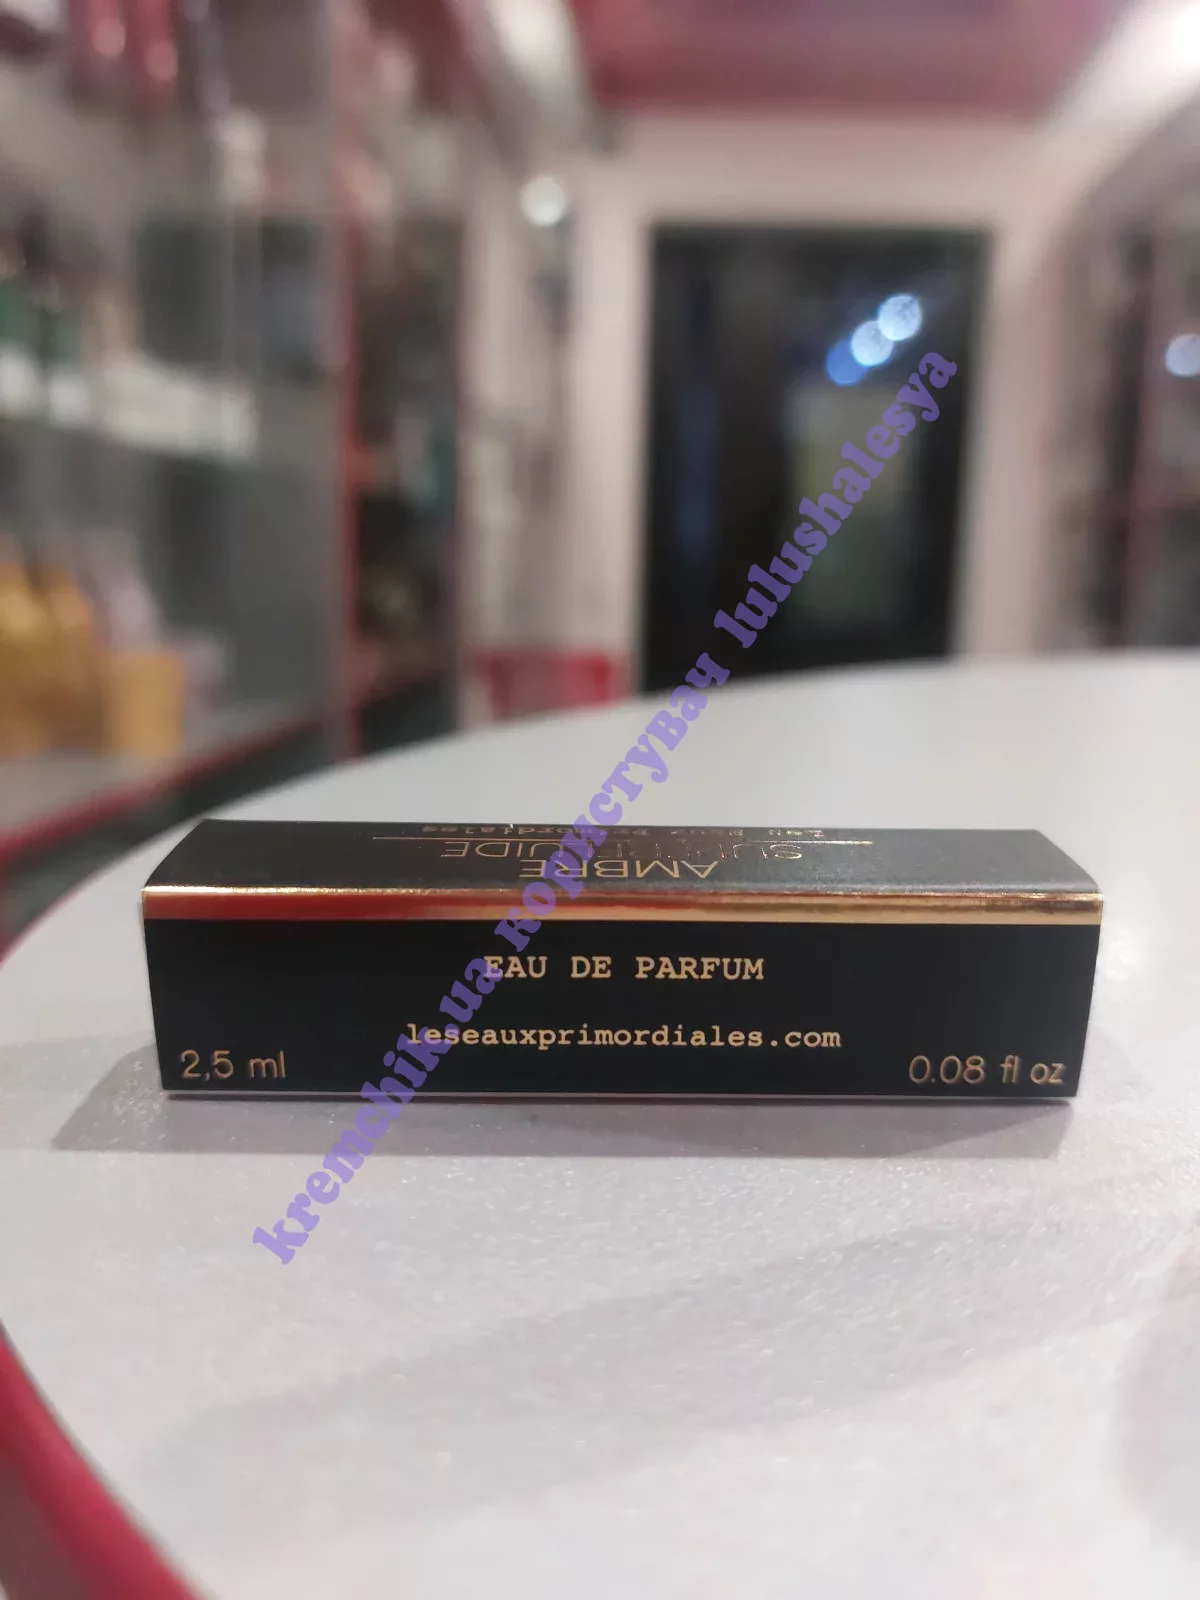 Les Eaux Primordiales
AMBRE
SUPERFLUIDE
EAU DE PARFUM
leseauxprimordiales.com
2,5 ml
0.08 fl oz
kremchik.ua користувач lulushalesya